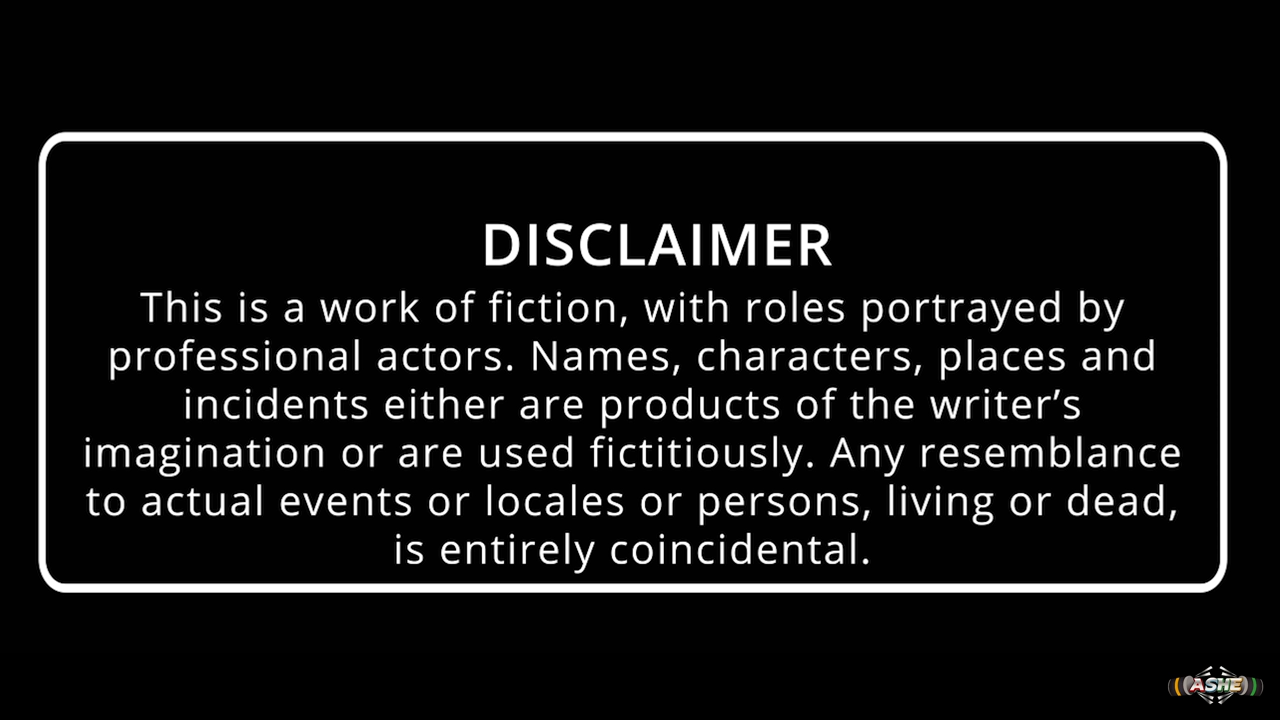 DISCLAIMER
This is a work of fiction, with roles portrayed by
professional actors. Names, characters, places and
incidents either are products of the writer’s
imagination or are used fictitiously. Any resemblance
to actual events or locales or persons, living or dead,
is entirely coincidental.
ASHE